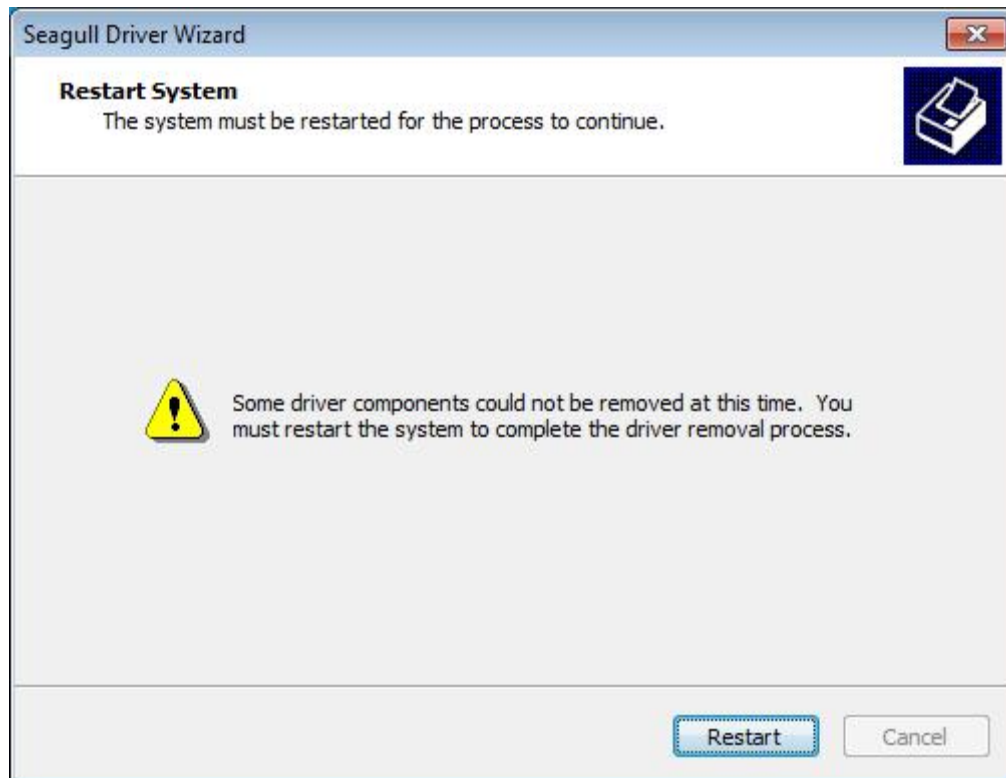 Seagull Driver Wizard
Restart System
The system must be restarted for the process to continue.
Some driver components could not be removed at this time.  You
must restart the system to complete the driver removal process.
Restart
Cancel